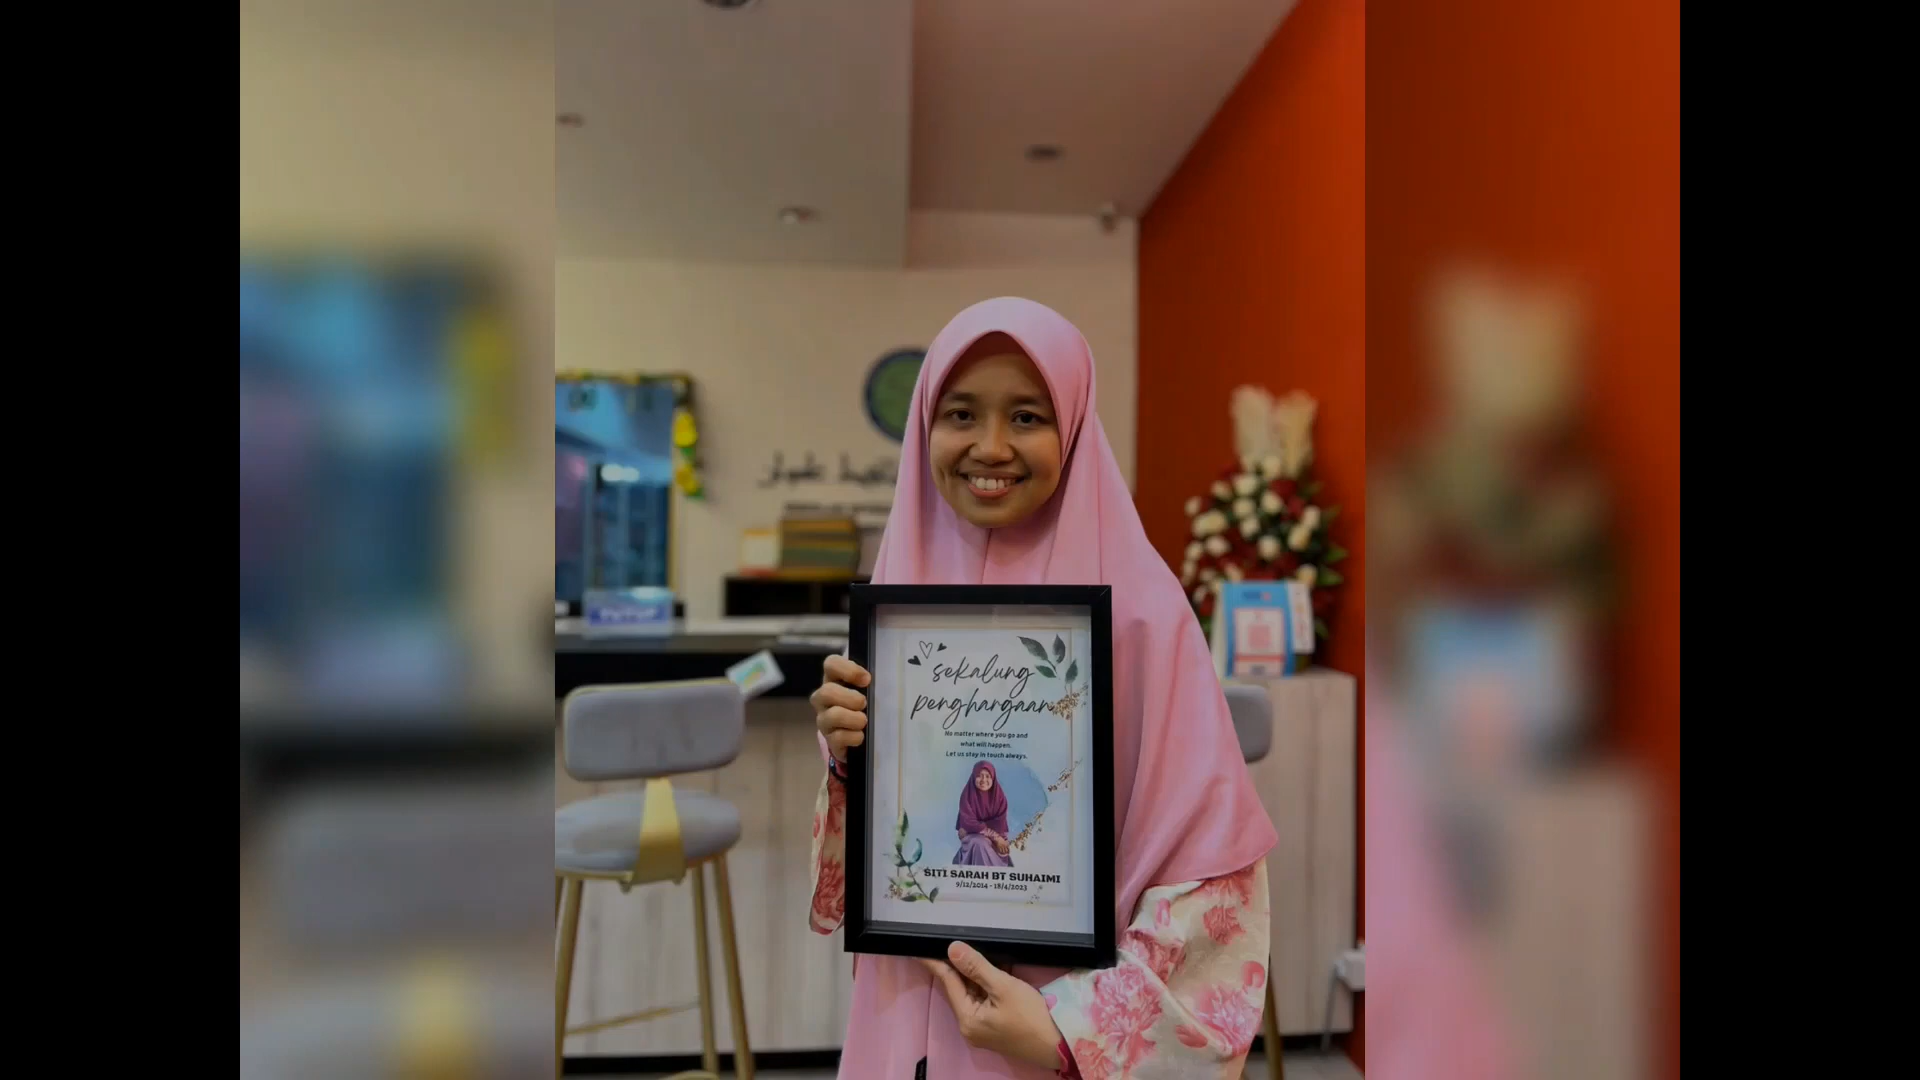 sekalung
penghargaan
No matter where you go and
what will happen.
Let us stay in touch always.
SITI SARAH BT SUHAIMI
9/12/2014 - 18/4/2023